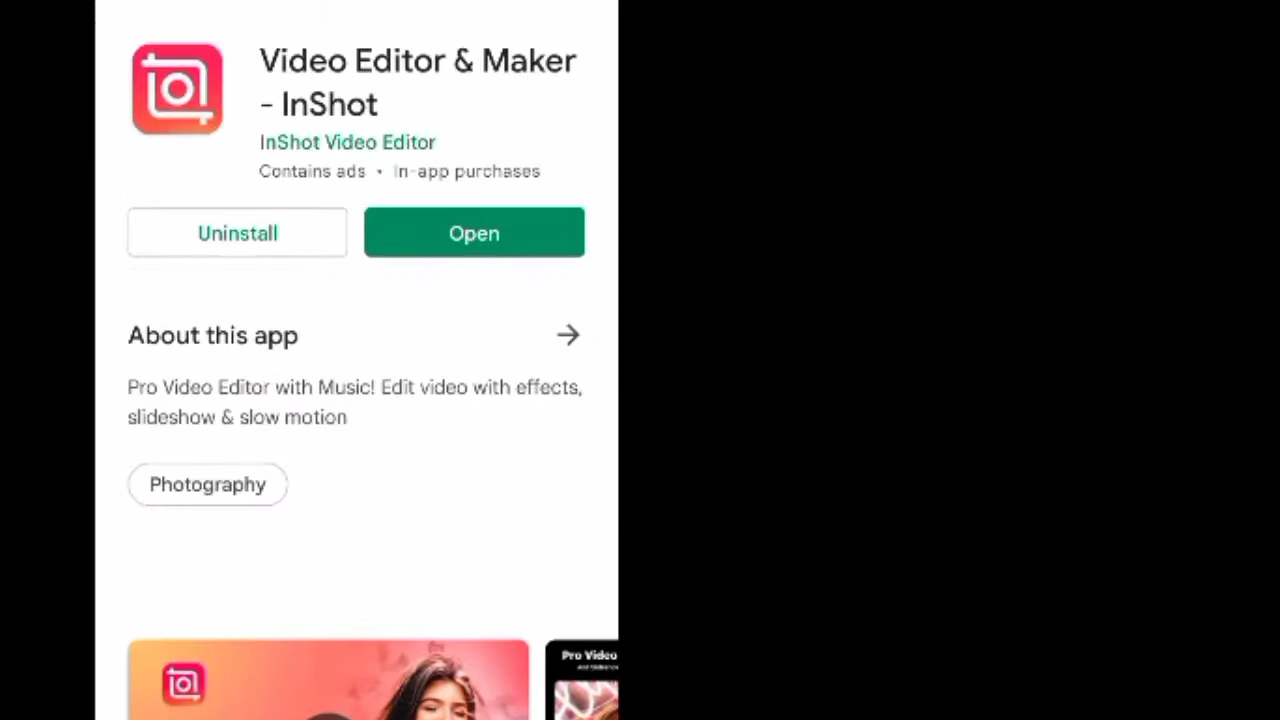 Video Editor & Maker
- InShot
InShot Video Editor
Contains ads • In-app purchases
Uninstall
Open
About this app
Pro Video Editor with Music! Edit video with effects,
slideshow & slow motion
Photography
Pro Video